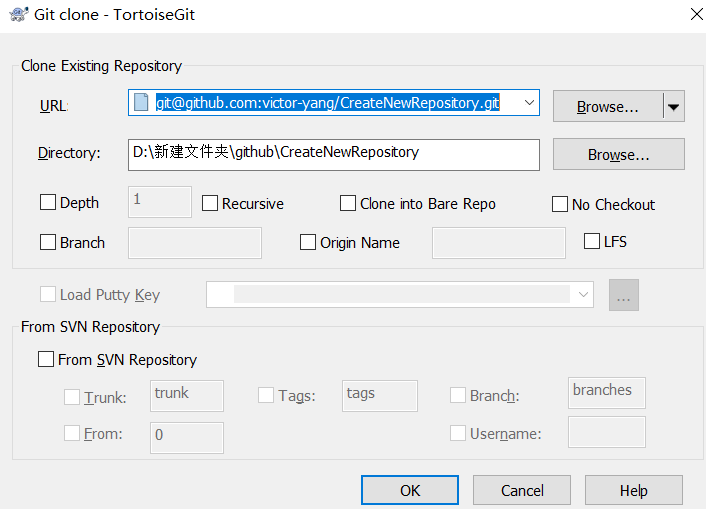 Git clone - TortoiseGit
Clone Existing Repository
URL: git@github.com:victor-yang/CreateNewRepository.git Browse...
Directory: D:\新建文件夹\github\CreateNewRepository Browse...
Depth 1 Recursive Clone into Bare Repo No Checkout
Branch Origin Name LFS
Load Putty Key ...
From SVN Repository
From SVN Repository
Trunk: trunk Tags: tags Branch: branches
From: 0 Username:
OK Cancel Help